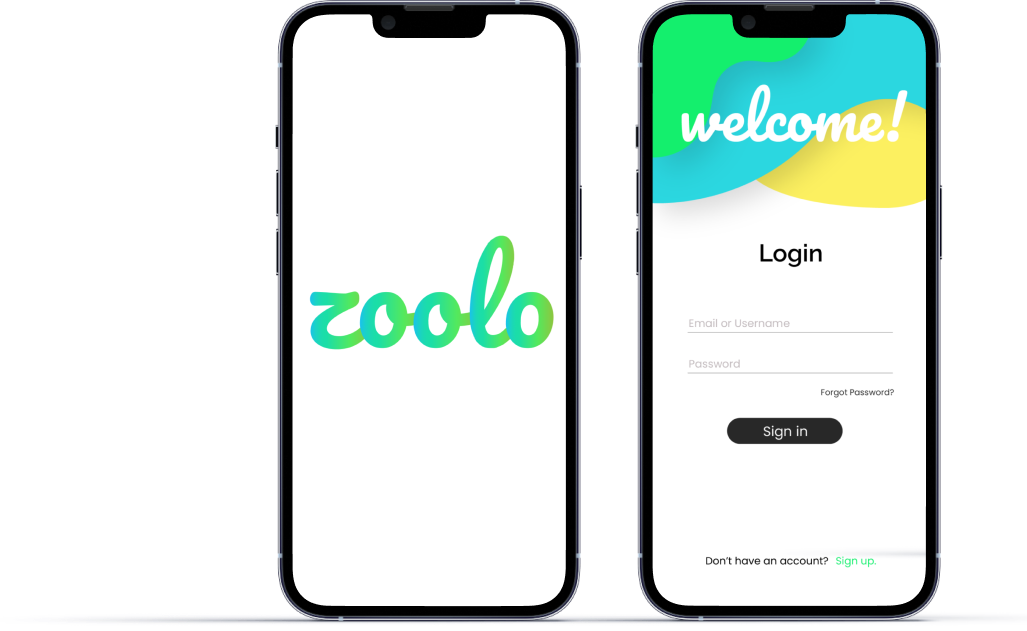 zoolo
welcome!
Login
Email or Username
Password
Forgot Password?
Sign in
Don't have an account? Sign up.